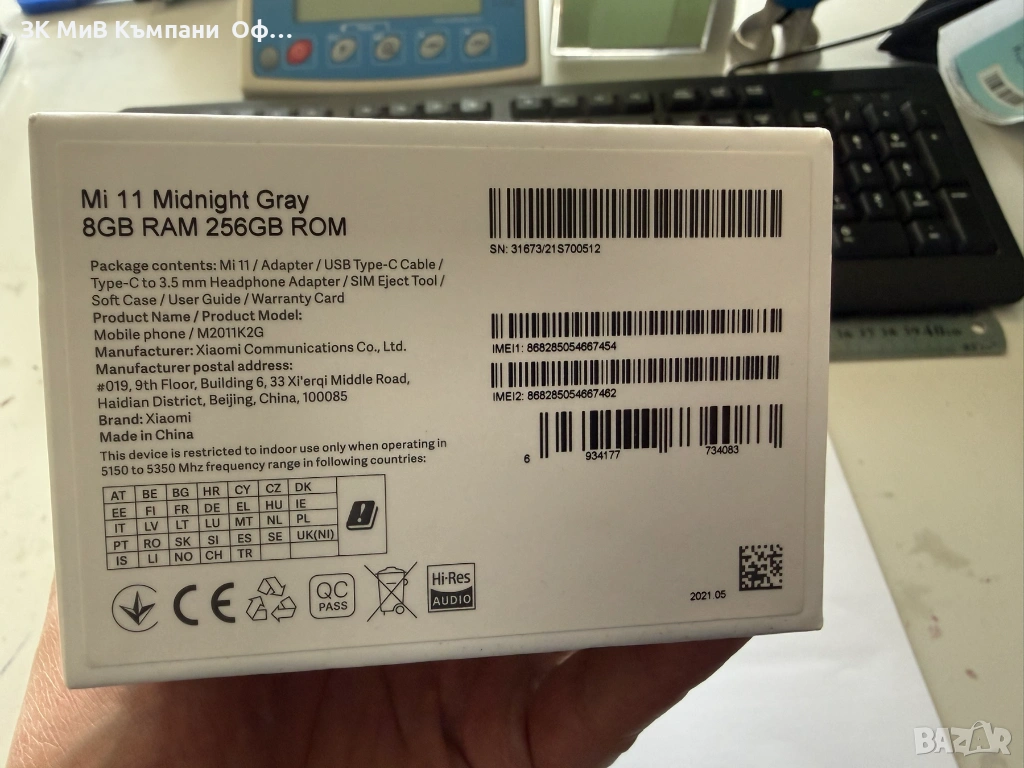 3K МиВ Къмпани Оф...
Mi 11 Midnight Gray
8GB RAM 256GB ROM
Package contents: Mi 11 / Adapter / USB Type-C Cable /
Type-C to 3.5 mm Headphone Adapter / SIM Eject Tool /
Soft Case / User Guide / Warranty Card
Product Name / Product Model:
Mobile phone / M2011K2G
Manufacturer: Xiaomi Communications Co., Ltd.
Manufacturer postal address:
#019, 9th Floor, Building 6, 33 Xi'erqi Middle Road,
Haidian District, Beijing, China, 100085
Brand: Xiaomi
Made in China
This device is restricted to indoor use only when operating in
5150 to 5350 Mhz frequency range in following countries:
AT BE BG HR CY CZ DK
EE FI FR DE EL HU IE
IT LV LT LU MT NL PL
PT RO SK SI ES SE UK(NI)
IS LI NO CH TR
CE
QC
PASS
Hi-Res
AUDIO
SN: 31673/21S700512
IMEI1: 868285054667454
IMEI2: 868285054667462
6 934177 734083
2021 05
36 37 38 39 40
BAZAR